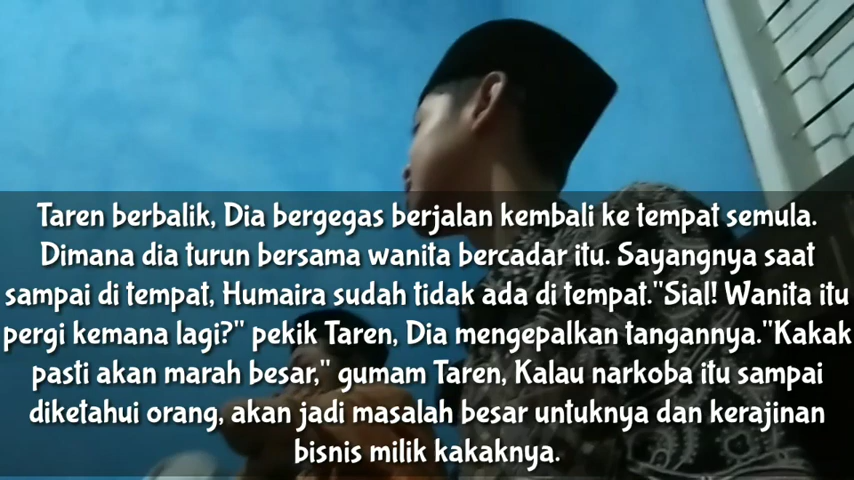 Taren berbalik, Dia bergegas berjalan kembali ke tempat semula.
Dimana dia turun bersama wanita bercadar itu. Sayangnya saat
sampai di tempat, Humaira sudah tidak ada di tempat."Sial! Wanita itu
pergi kemana lagi?" pekik Taren, Dia mengepalkan tangannya."Kakak
pasti akan marah besar," gumam Taren, Kalau narkoba itu sampai
diketahui orang, akan jadi masalah besar untuknya dan kerajinan
bisnis milik kakaknya.